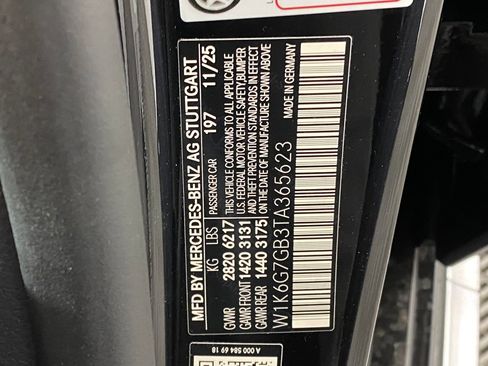 MFD BY MERCEDES-BENZ AG STUTTGART
PASSENGER CAR 197 11/25
KG LBS
GVWR 2820 6217
GAWR FRONT 1420 3131
GAWR REAR 1440 3175
THIS VEHICLE CONFORMS TO ALL APPLICABLE
U.S. FEDERAL MOTOR VEHICLE SAFETY, BUMPER
AND THEFT PREVENTION STANDARDS IN EFFECT
ON THE DATE OF MANUFACTURE SHOWN ABOVE
MADE IN GERMANY
W1K6G7GB3TA365623
A 000 584 69 18